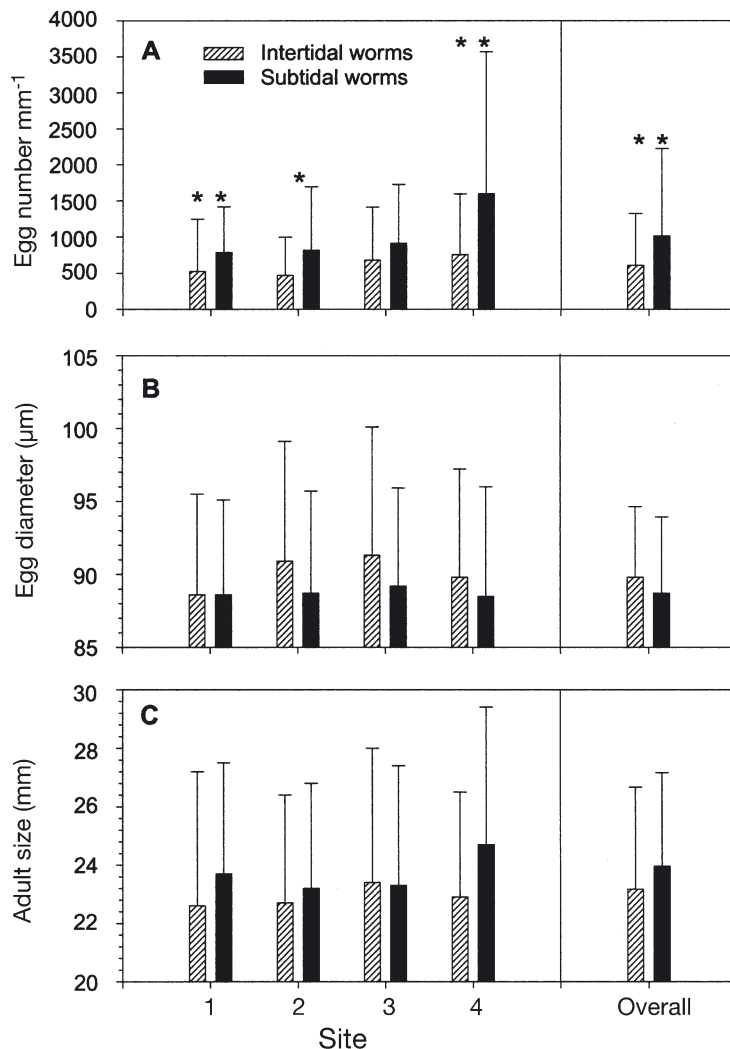 4000
3500
3000
2500
2000
1500
1000
500
0
Egg number mm⁻¹
A
Intertidal worms
Subtidal worms
* *
* *
*
* *
105
100
95
90
85
Egg diameter (µm)
B
30
28
26
24
22
20
Adult size (mm)
C
1 2 3 4 Overall
Site